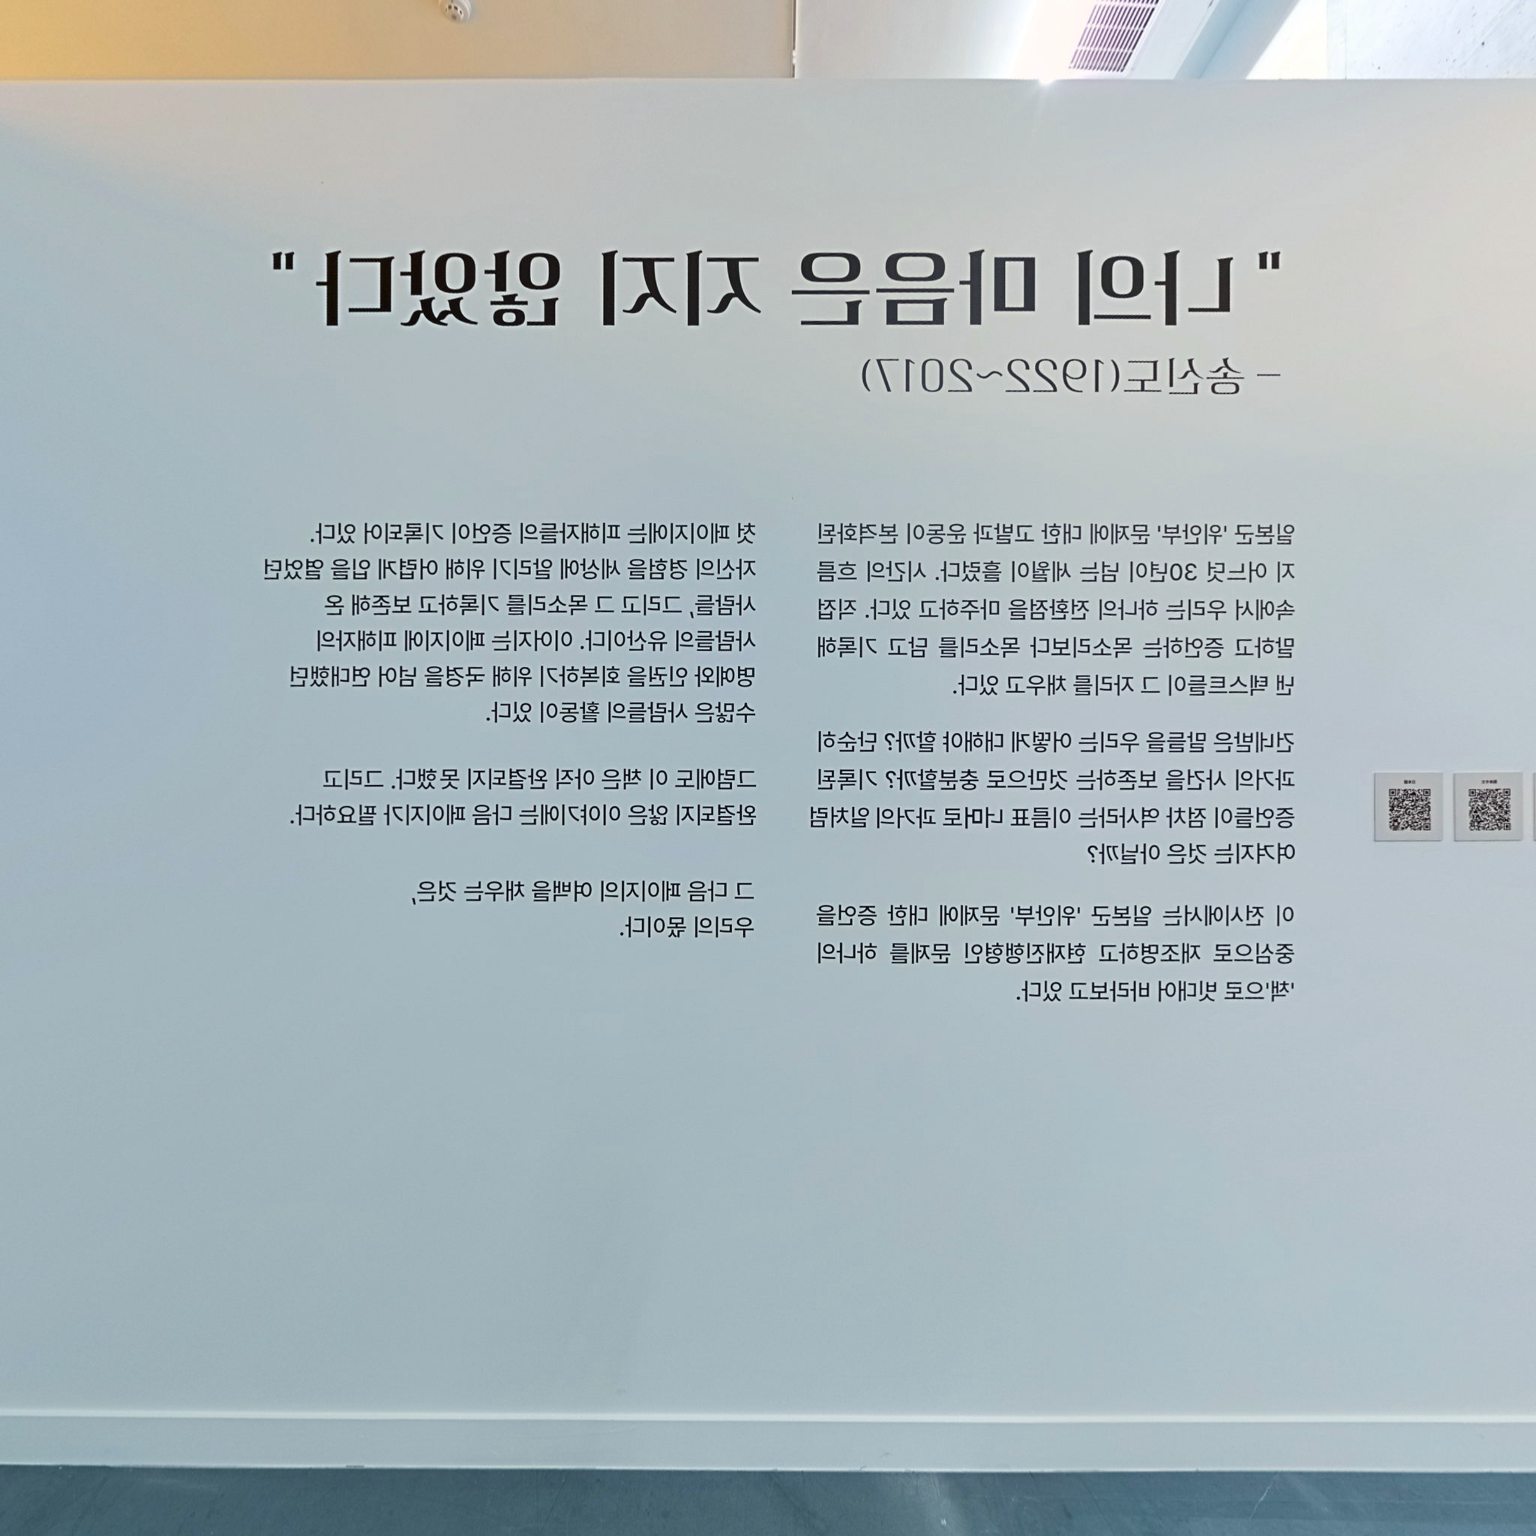 "나의 마음은 지지 않았다"
– 송신도(1922~2017)
일본군 '위안부' 문제에 대한 고발과 운동이 본격화된
지 어느덧 30년이 넘는 세월이 흘렀다. 시간의 흐름
속에서 우리는 하나의 전환점을 마주하고 있다. 직접
말하고 증언하는 목소리보다 목소리를 담고 기록해
낸 텍스트들이 그 자리를 채우고 있다.
건네받은 말들을 우리는 어떻게 대해야 할까? 단순히
과거의 사건을 보존하는 것만으로 충분할까? 기록된
증언들이 점차 역사라는 이름표 너머로 과거의 일처럼
여겨지는 것은 아닐까?
이 전시에서는 일본군 '위안부' 문제에 대한 증언을
중심으로 재조명하고 현재진행형인 문제를 하나의
'책'으로 빗대어 바라보고 있다.
첫 페이지에는 피해자들의 증언이 기록되어 있다.
자신의 경험을 세상에 알리기 위해 어렵게 입을 열었던
사람들, 그리고 그 목소리를 기록하고 보존해 온
사람들의 유산이다. 이어지는 페이지에 피해자의
명예와 인권을 회복하기 위해 국경을 넘어 연대했던
수많은 사람들의 활동이 있다.
그럼에도 이 책은 아직 완결되지 못했다. 그리고
완결되지 않은 이야기에는 다음 페이지가 필요하다.
그 다음 페이지의 여백을 채우는 것은,
우리의 몫이다.